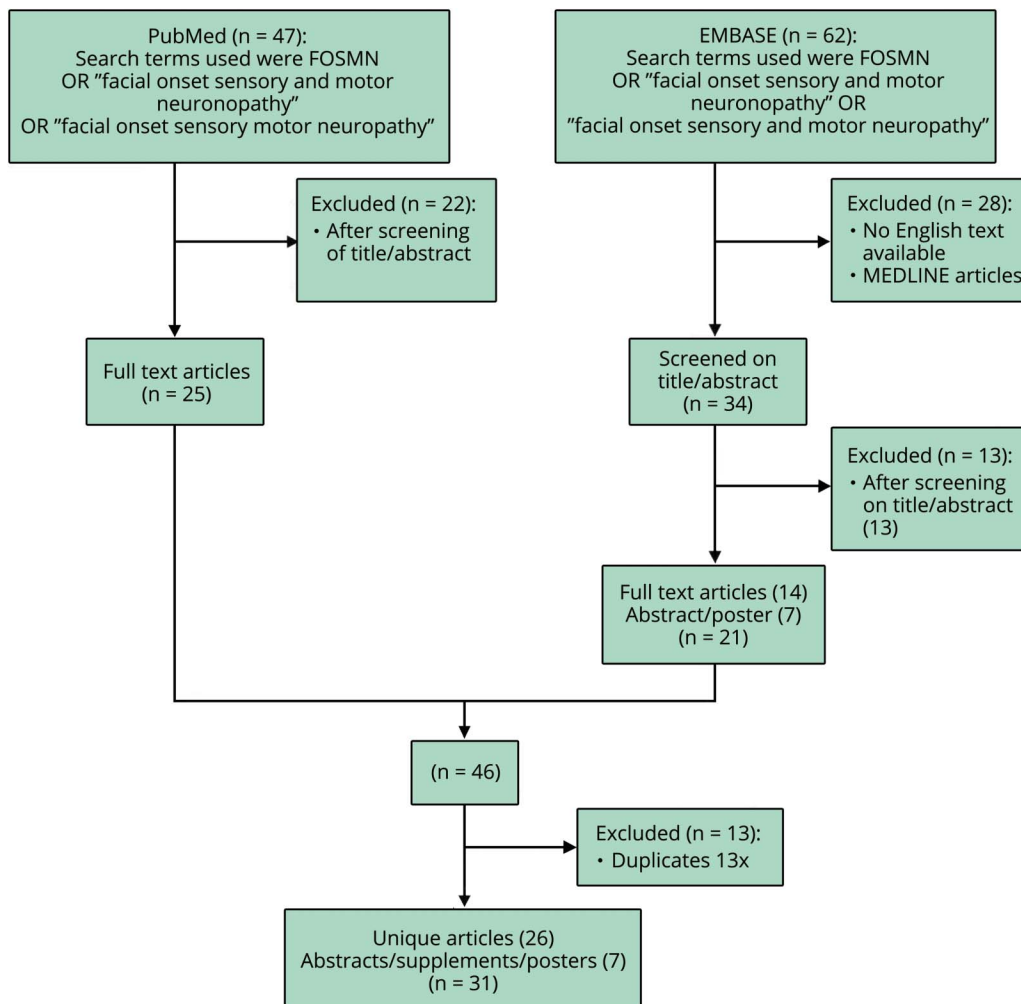 PubMed (n = 47):
Search terms used were FOSMN
OR ”facial onset sensory and motor
neuronopathy”
OR ”facial onset sensory motor neuropathy”
EMBASE (n = 62):
Search terms used were FOSMN
OR ”facial onset sensory and motor
neuronopathy” OR
”facial onset sensory and motor neuropathy”
Excluded (n = 22):
• After screening
of title/abstract
Excluded (n = 28):
• No English text
available
• MEDLINE articles
Full text articles
(n = 25)
Screened on
title/abstract
(n = 34)
Excluded (n = 13):
• After screening
on title/abstract
(13)
Full text articles (14)
Abstract/poster (7)
(n = 21)
(n = 46)
Excluded (n = 13):
• Duplicates 13x
Unique articles (26)
Abstracts/supplements/posters (7)
(n = 31)